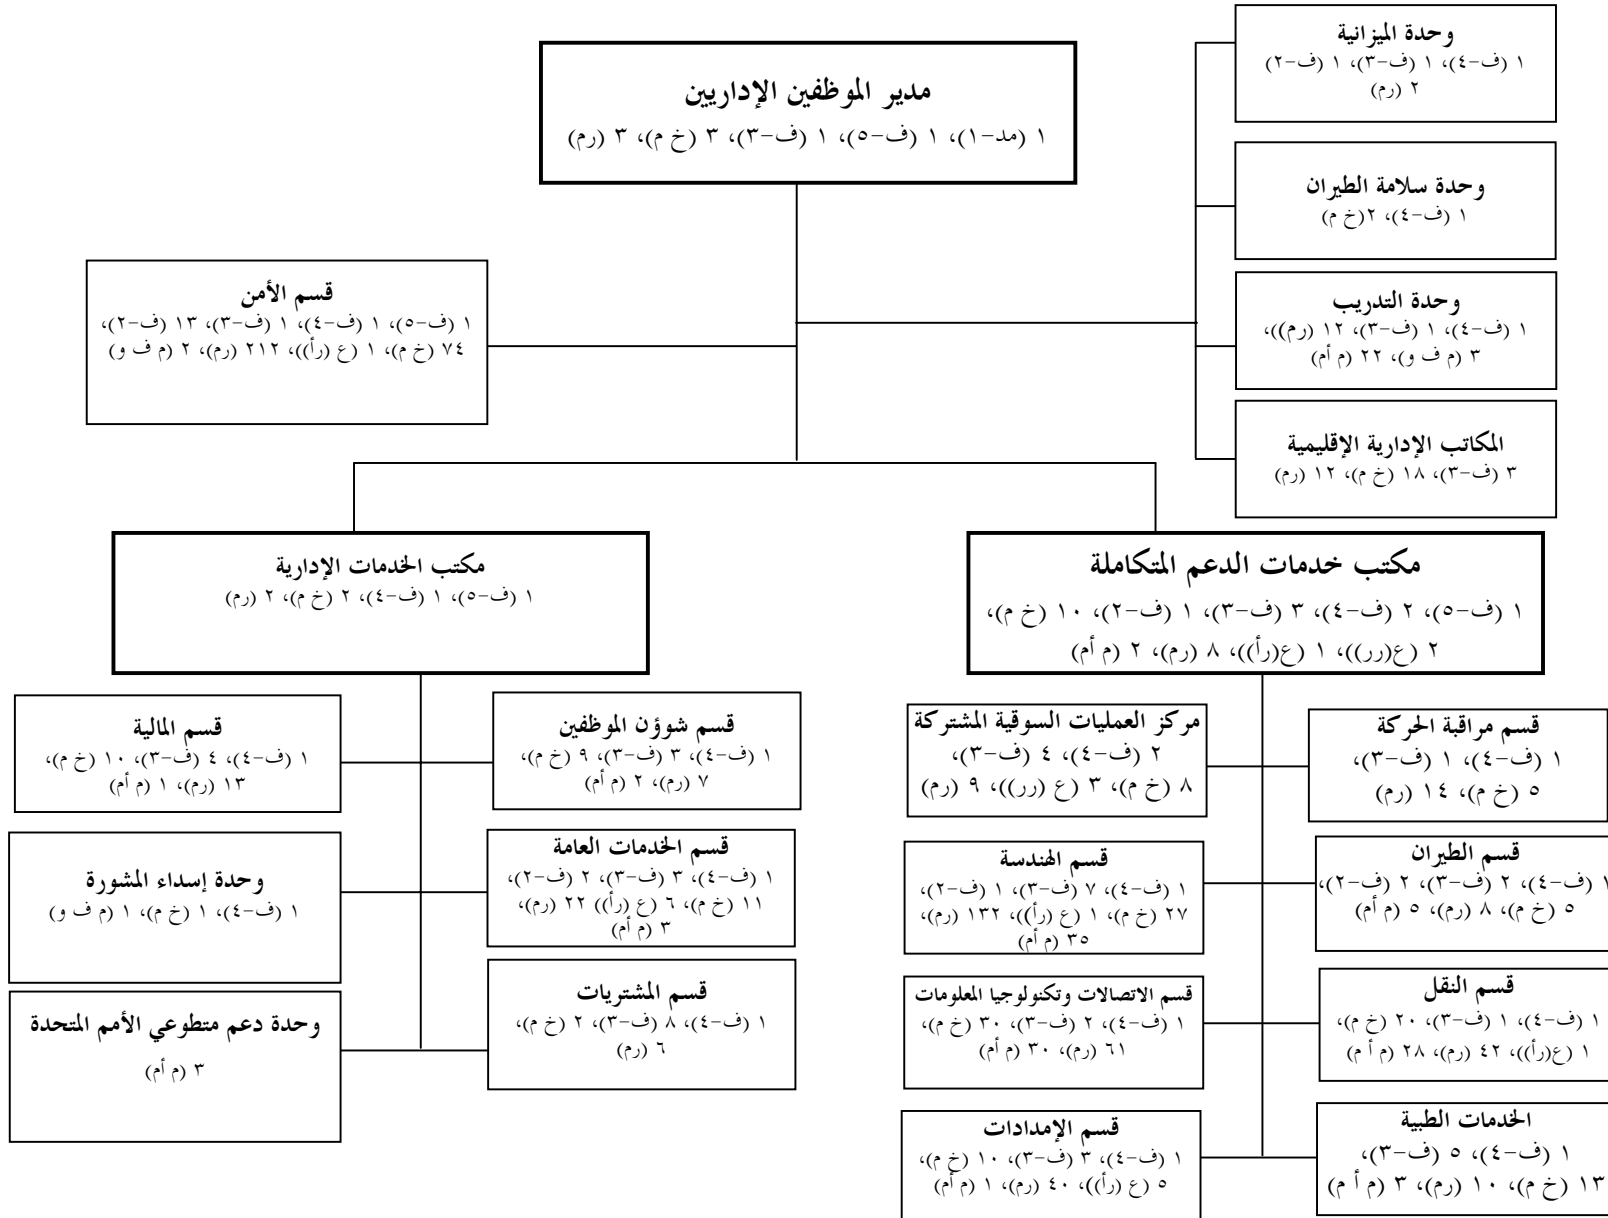 مدير الموظفين الإداريين
١ (مد-١)، ١ (ف-٥)، ١ (ف-٣)، ٣ (خ م)، ٣ (رم)
وحدة الميزانية
١ (ف-٤)، ١ (ف-٣)، ١ (ف-٢)
٢ (رم)
وحدة سلامة الطيران
١ (ف-٤)، ٢(خ م)
وحدة التدريب
١ (ف-٤)، ١ (ف-٣)، ١٢ (رم))،
٣ (م ف و)، ٢٢ (م أم)
المكاتب الإدارية الإقليمية
٣ (ف-٣)، ١٨ (خ م)، ١٢ (رم)
قسم الأمن
١ (ف-٥)، ١ (ف-٤)، ١ (ف-٣)، ١٣ (ف-٢)،
٧٤ (خ م)، ١ (ع (رأ))، ٢١٢ (رم)، ٢ (م ف و)
مكتب خدمات الدعم المتكاملة
١ (ف-٥)، ٢ (ف-٤)، ٣ (ف-٣)، ١ (ف-٢)، ١٠ (خ م)،
٢ (ع(رر))، ١ (ع(رأ))، ٨ (رم)، ٢ (م أم)
مكتب الخدمات الإدارية
١ (ف-٥)، ١ (ف-٤)، ٢ (خ م)، ٢ (رم)
قسم مراقبة الحركة
١ (ف-٤)، ١ (ف-٣)،
٥ (خ م)، ١٤ (رم)
مركز العمليات السوقية المشتركة
٢ (ف-٤)، ٤ (ف-٣)،
٨ (خ م)، ٣ (ع (رر))، ٩ (رم)
قسم الطيران
١ (ف-٤)، ٢ (ف-٣)، ٢ (ف-٢)،
٥ (خ م)، ٨ (رم)، ٥ (م أم)
قسم الهندسة
١ (ف-٤)، ٧ (ف-٣)، ١ (ف-٢)،
٢٧ (خ م)، ١ (ع (رأ))، ١٣٢ (رم)،
٣٥ (م أم)
قسم النقل
١ (ف-٤)، ١ (ف-٣)، ٢٠ (خ م)،
١ (ع(رأ))، ٤٢ (رم)، ٢٨ (م أ م)
قسم الاتصالات وتكنولوجيا المعلومات
١ (ف-٤)، ٢ (ف-٣)، ٣٠ (خ م)،
٦١ (رم)، ٣٠ (م أم)
الخدمات الطبية
١ (ف-٤)، ٥ (ف-٣)،
١٣ (خ م)، ١٠ (رم)، ٣ (م أ م)
قسم الإمدادات
١ (ف-٤)، ٣ (ف-٣)، ١٠ (خ م)،
٥ (ع (رأ))، ٤٠ (رم)، ١ (م أم)
قسم شوؤن الموظفين
١ (ف-٤)، ٣ (ف-٣)، ٩ (خ م)،
٧ (رم)، ٢ (م أم)
قسم المالية
١ (ف-٤)، ٤ (ف-٣)، ١٠ (خ م)،
١٣ (رم)، ١ (م أم)
قسم الخدمات العامة
١ (ف-٤)، ٣ (ف-٣)، ٢ (ف-٢)،
١١ (خ م)، ٦ (ع (رأ)) ٢٢ (رم)،
٣ (م أم)
وحدة إسداء المشورة
١ (ف-٤)، ١ (خ م)، ١ (م ف و)
قسم المشتريات
١ (ف-٤)، ٨ (ف-٣)، ٢ (خ م)،
٦ (رم)
وحدة دعم متطوعي الأمم المتحدة
٣ (م أم)